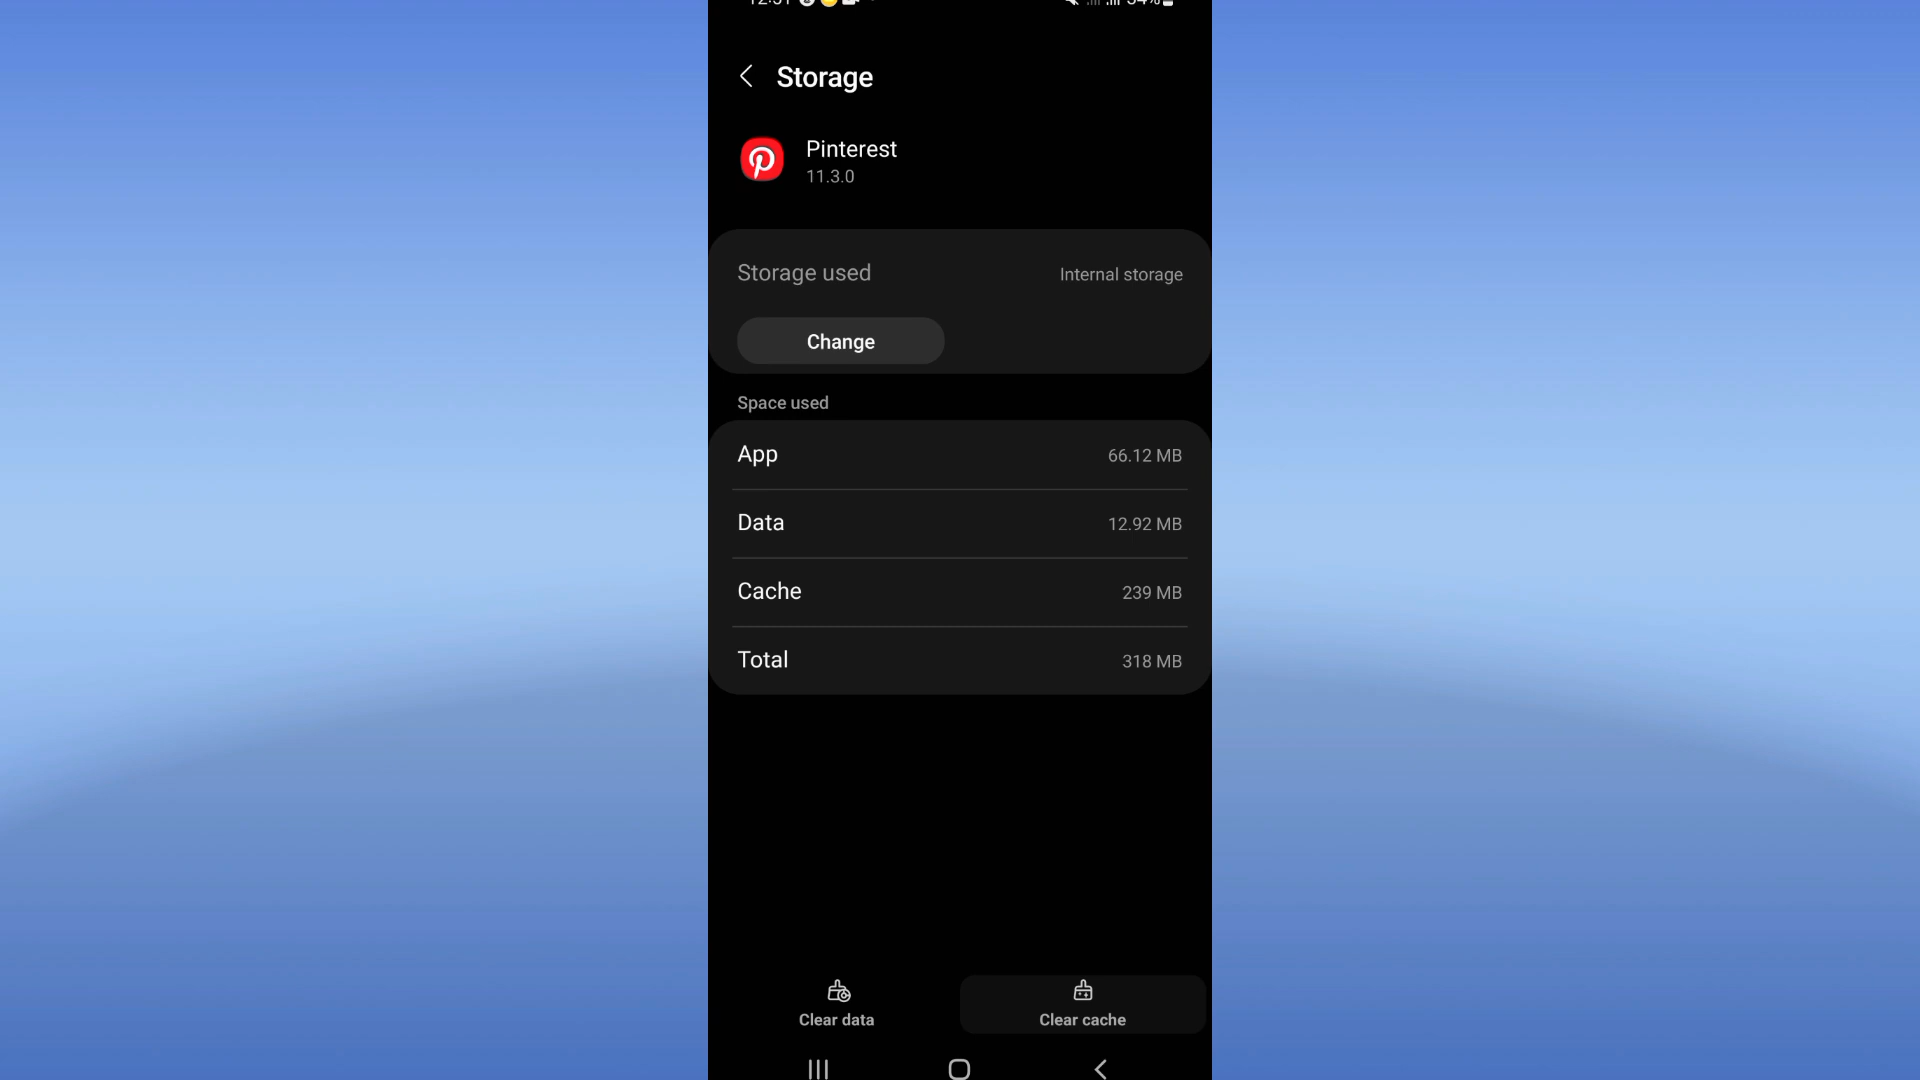 Storage
Pinterest
11.3.0
Storage used Internal storage
Change
Space used
App 66.12 MB
Data 12.92 MB
Cache 239 MB
Total 318 MB
Clear data Clear cache